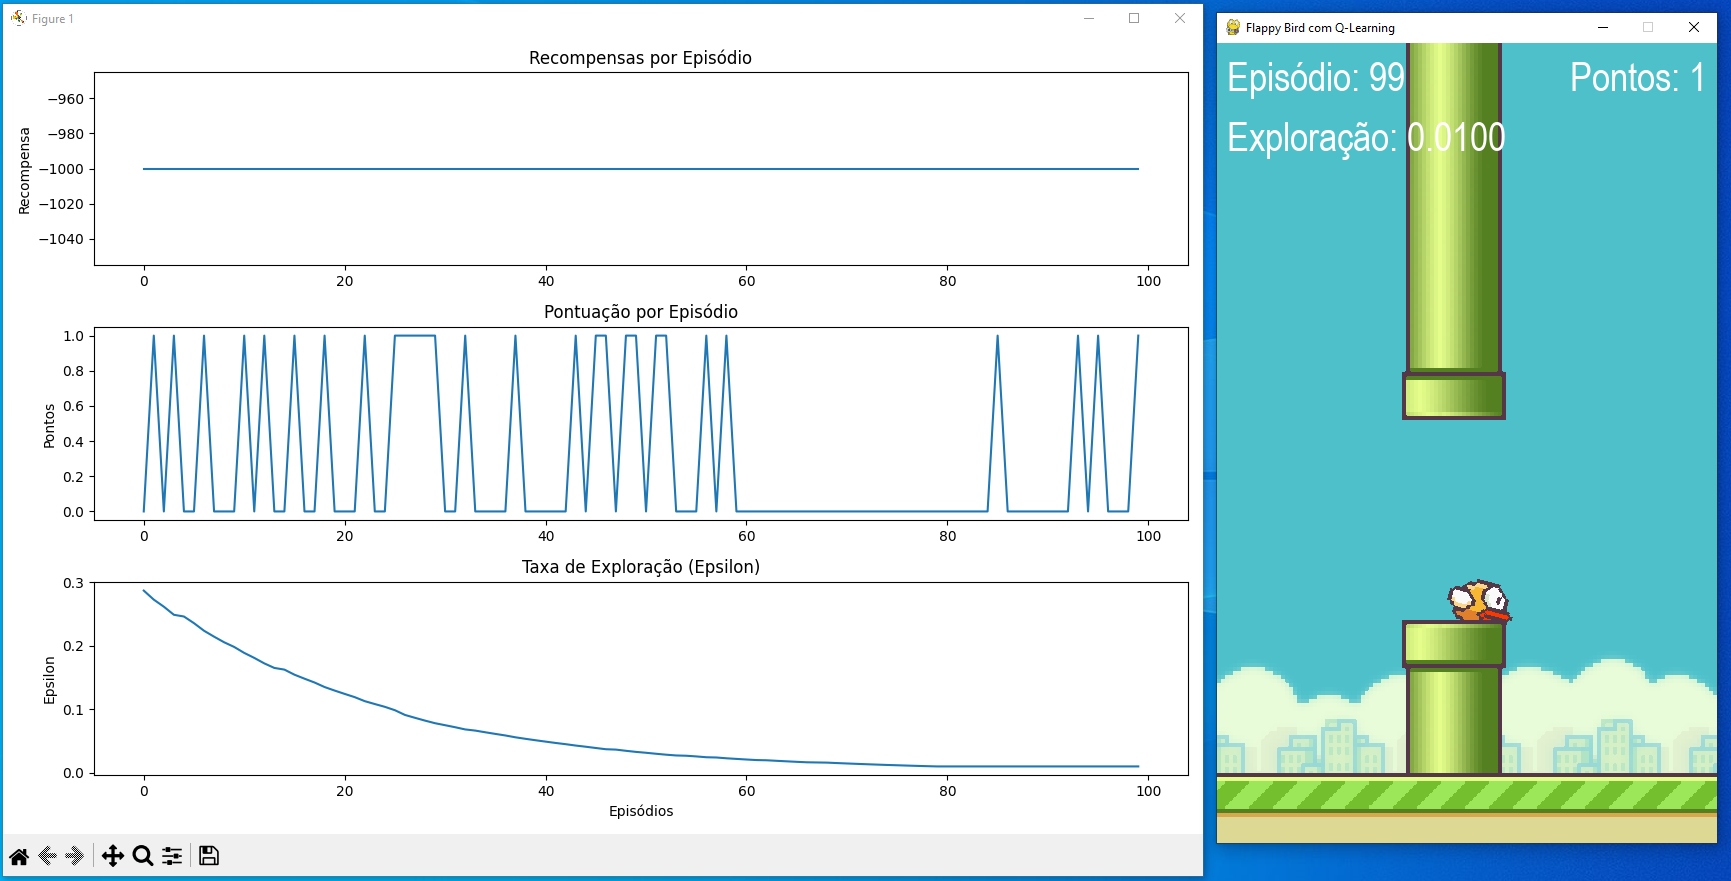 Figure 1
Recompensas por Episódio
Recompensa
−960
−980
−1000
−1020
−1040
0 20 40 60 80 100
Pontuação por Episódio
Pontos
1.0
0.8
0.6
0.4
0.2
0.0
0 20 40 60 80 100
Taxa de Exploração (Epsilon)
Epsilon
0.3
0.2
0.1
0.0
0 20 40 60 80 100
Episódios
Flappy Bird com Q-Learning
Episódio: 99 Pontos: 1
Exploração: 0.0100